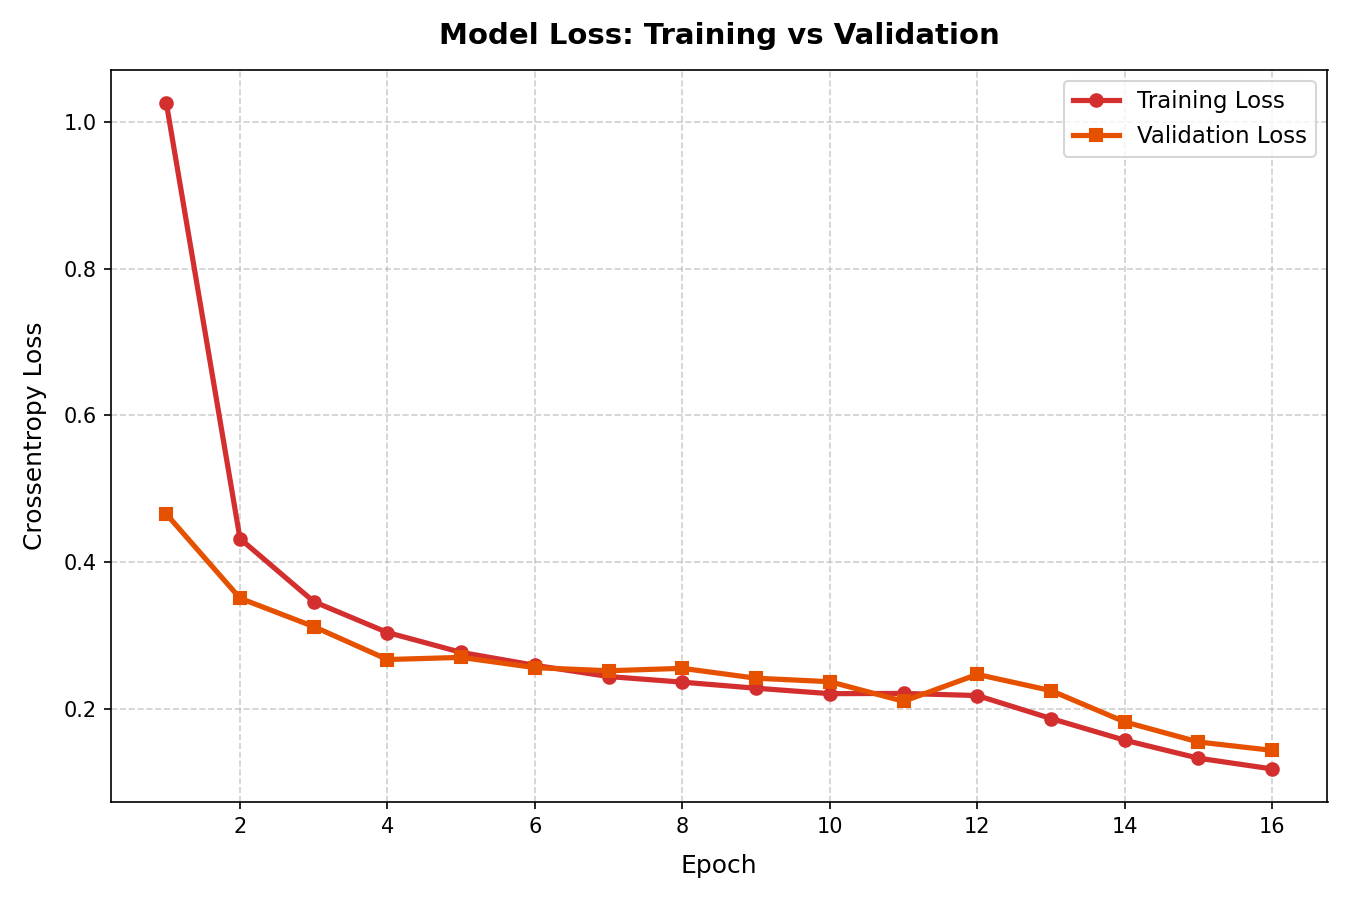 Model Loss: Training vs Validation
Training Loss
Validation Loss
1.0
0.8
0.6
0.4
0.2
Crossentropy Loss
2 4 6 8 10 12 14 16
Epoch